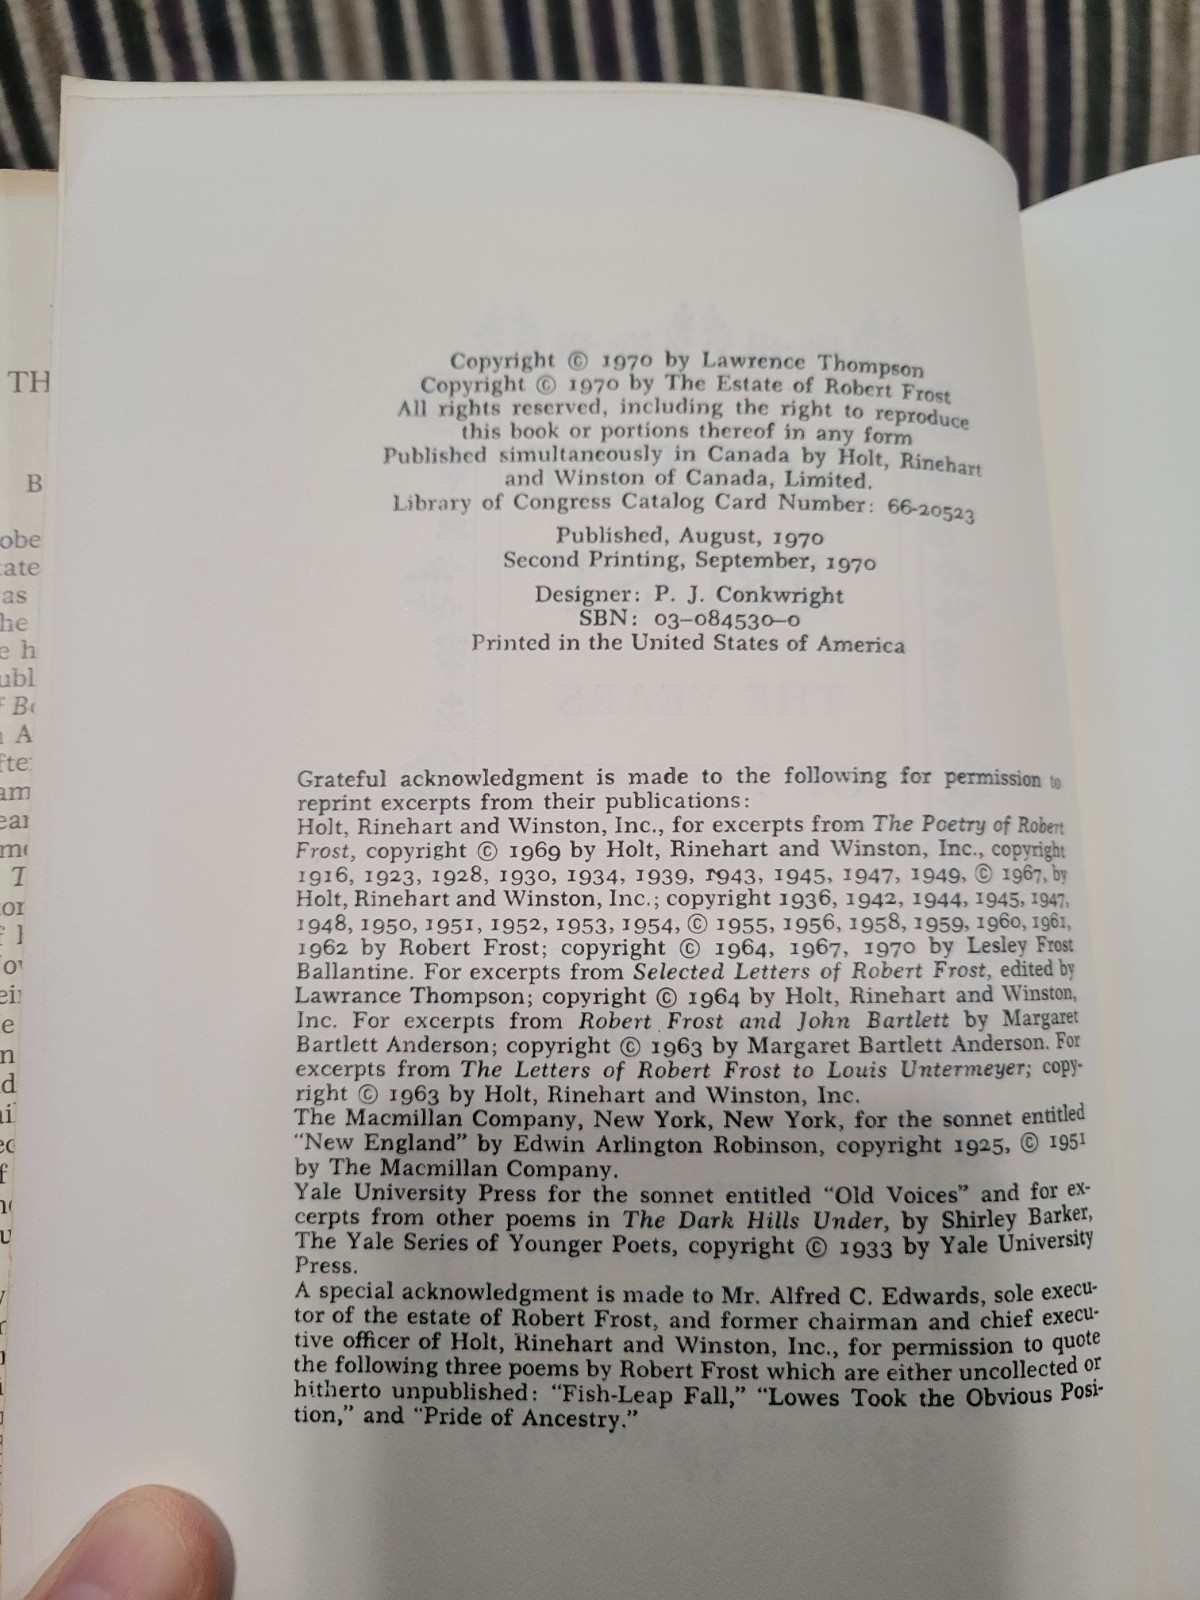 Copyright © 1970 by Lawrence Thompson
Copyright © 1970 by The Estate of Robert Frost
All rights reserved, including the right to reproduce
this book or portions thereof in any form
Published simultaneously in Canada by Holt, Rinehart
and Winston of Canada, Limited.
Library of Congress Catalog Card Number: 66-20523
Published, August, 1970
Second Printing, September, 1970
Designer: P. J. Conkwright
SBN: 03-084530-0
Printed in the United States of America
Grateful acknowledgment is made to the following for permission to
reprint excerpts from their publications:
Holt, Rinehart and Winston, Inc., for excerpts from The Poetry of Robert
Frost, copyright © 1969 by Holt, Rinehart and Winston, Inc., copyright
1916, 1923, 1928, 1930, 1934, 1939, 1943, 1945, 1947, 1949, © 1967, by
Holt, Rinehart and Winston, Inc.; copyright 1936, 1942, 1944, 1945, 1947,
1948, 1950, 1951, 1952, 1953, 1954, © 1955, 1956, 1958, 1959, 1960, 1961,
1962 by Robert Frost; copyright © 1964, 1967, 1970 by Lesley Frost
Ballantine. For excerpts from Selected Letters of Robert Frost, edited by
Lawrance Thompson; copyright © 1964 by Holt, Rinehart and Winston,
Inc. For excerpts from Robert Frost and John Bartlett by Margaret
Bartlett Anderson; copyright © 1963 by Margaret Bartlett Anderson. For
excerpts from The Letters of Robert Frost to Louis Untermeyer; copy-
right © 1963 by Holt, Rinehart and Winston, Inc.
The Macmillan Company, New York, New York, for the sonnet entitled
"New England" by Edwin Arlington Robinson, copyright 1925, © 1951
by The Macmillan Company.
Yale University Press for the sonnet entitled "Old Voices" and for ex-
cerpts from other poems in The Dark Hills Under, by Shirley Barker,
The Yale Series of Younger Poets, copyright © 1933 by Yale University
Press.
A special acknowledgment is made to Mr. Alfred C. Edwards, sole execu-
tor of the estate of Robert Frost, and former chairman and chief execu-
tive officer of Holt, Rinehart and Winston, Inc., for permission to quote
the following three poems by Robert Frost which are either uncollected or
hitherto unpublished: "Fish-Leap Fall," "Lowes Took the Obvious Posi-
tion," and "Pride of Ancestry."